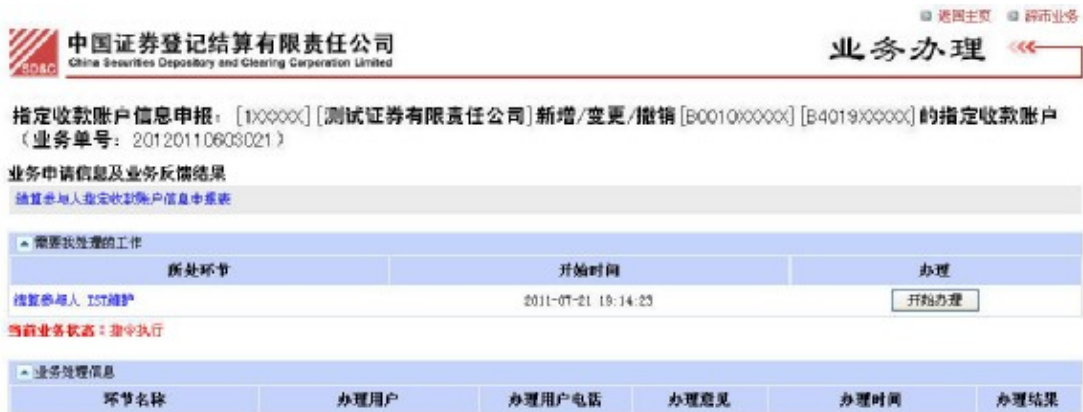 返回主页 辞市业务
SD&C 中国证券登记结算有限责任公司 业务办理
China Securities Depository and Clearing Corporation Limited
指定收款账户信息申报：[1XXXXX] [测试证券有限责任公司]新增/变更/撤销[B0010XXXXX] [B4019XXXXX]的指定收款账户
（业务单号：20120110603021）
业务申请信息及业务反馈结果
结算参与人指定收款账户信息申报表
需要我处理的工作
所处环节 开始时间 办理
结算参与人 IST维护 2011-07-21 19:14:23 开始办理
当前业务状态：指令执行
业务处理信息
环节名称 办理用户 办理用户电话 办理意见 办理时间 办理结果